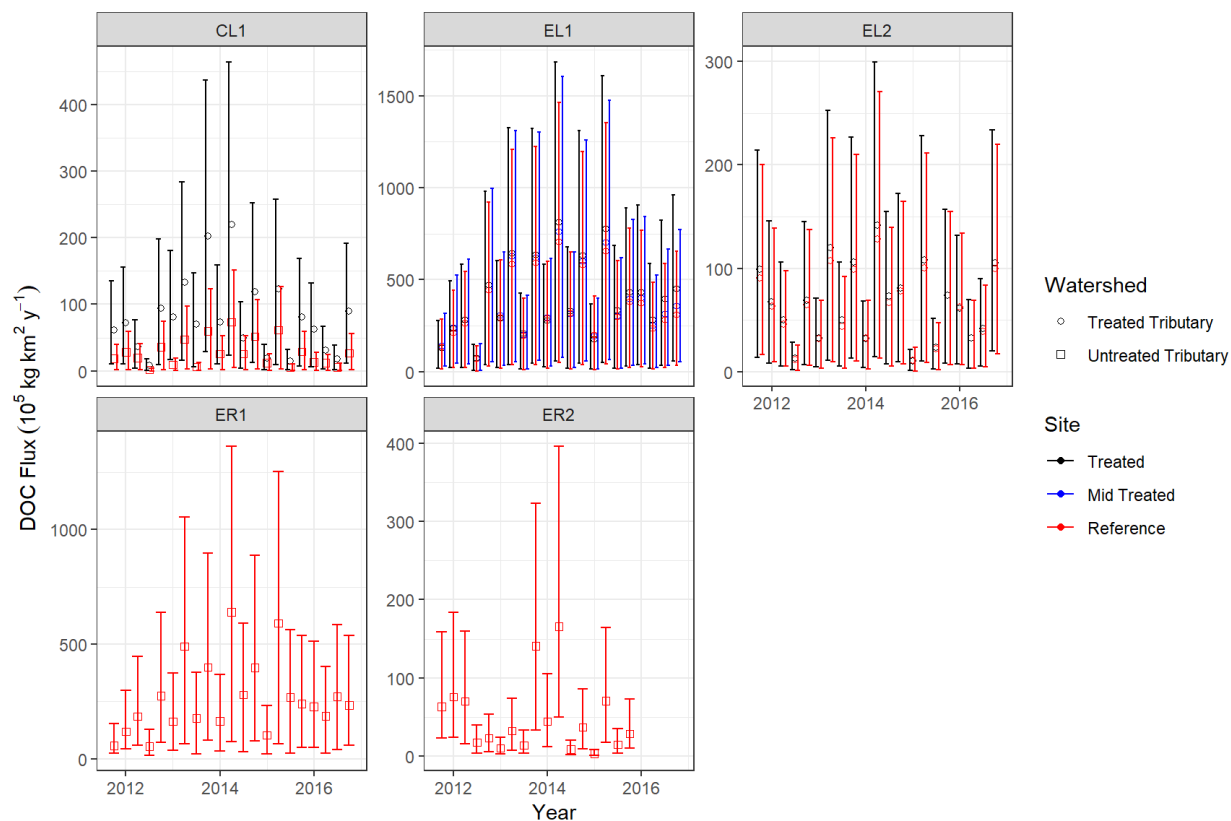 CL1
EL1
EL2
400
300
200
100
0
1500
1000
500
0
300
200
100
0
2012
2014
2016
ER1
ER2
1000
500
0
400
300
200
100
0
2012
2014
2016
2012
2014
2016
DOC Flux (10⁵ kg km² y⁻¹)
Year
Watershed
Treated Tributary
Untreated Tributary
Site
Treated
Mid Treated
Reference